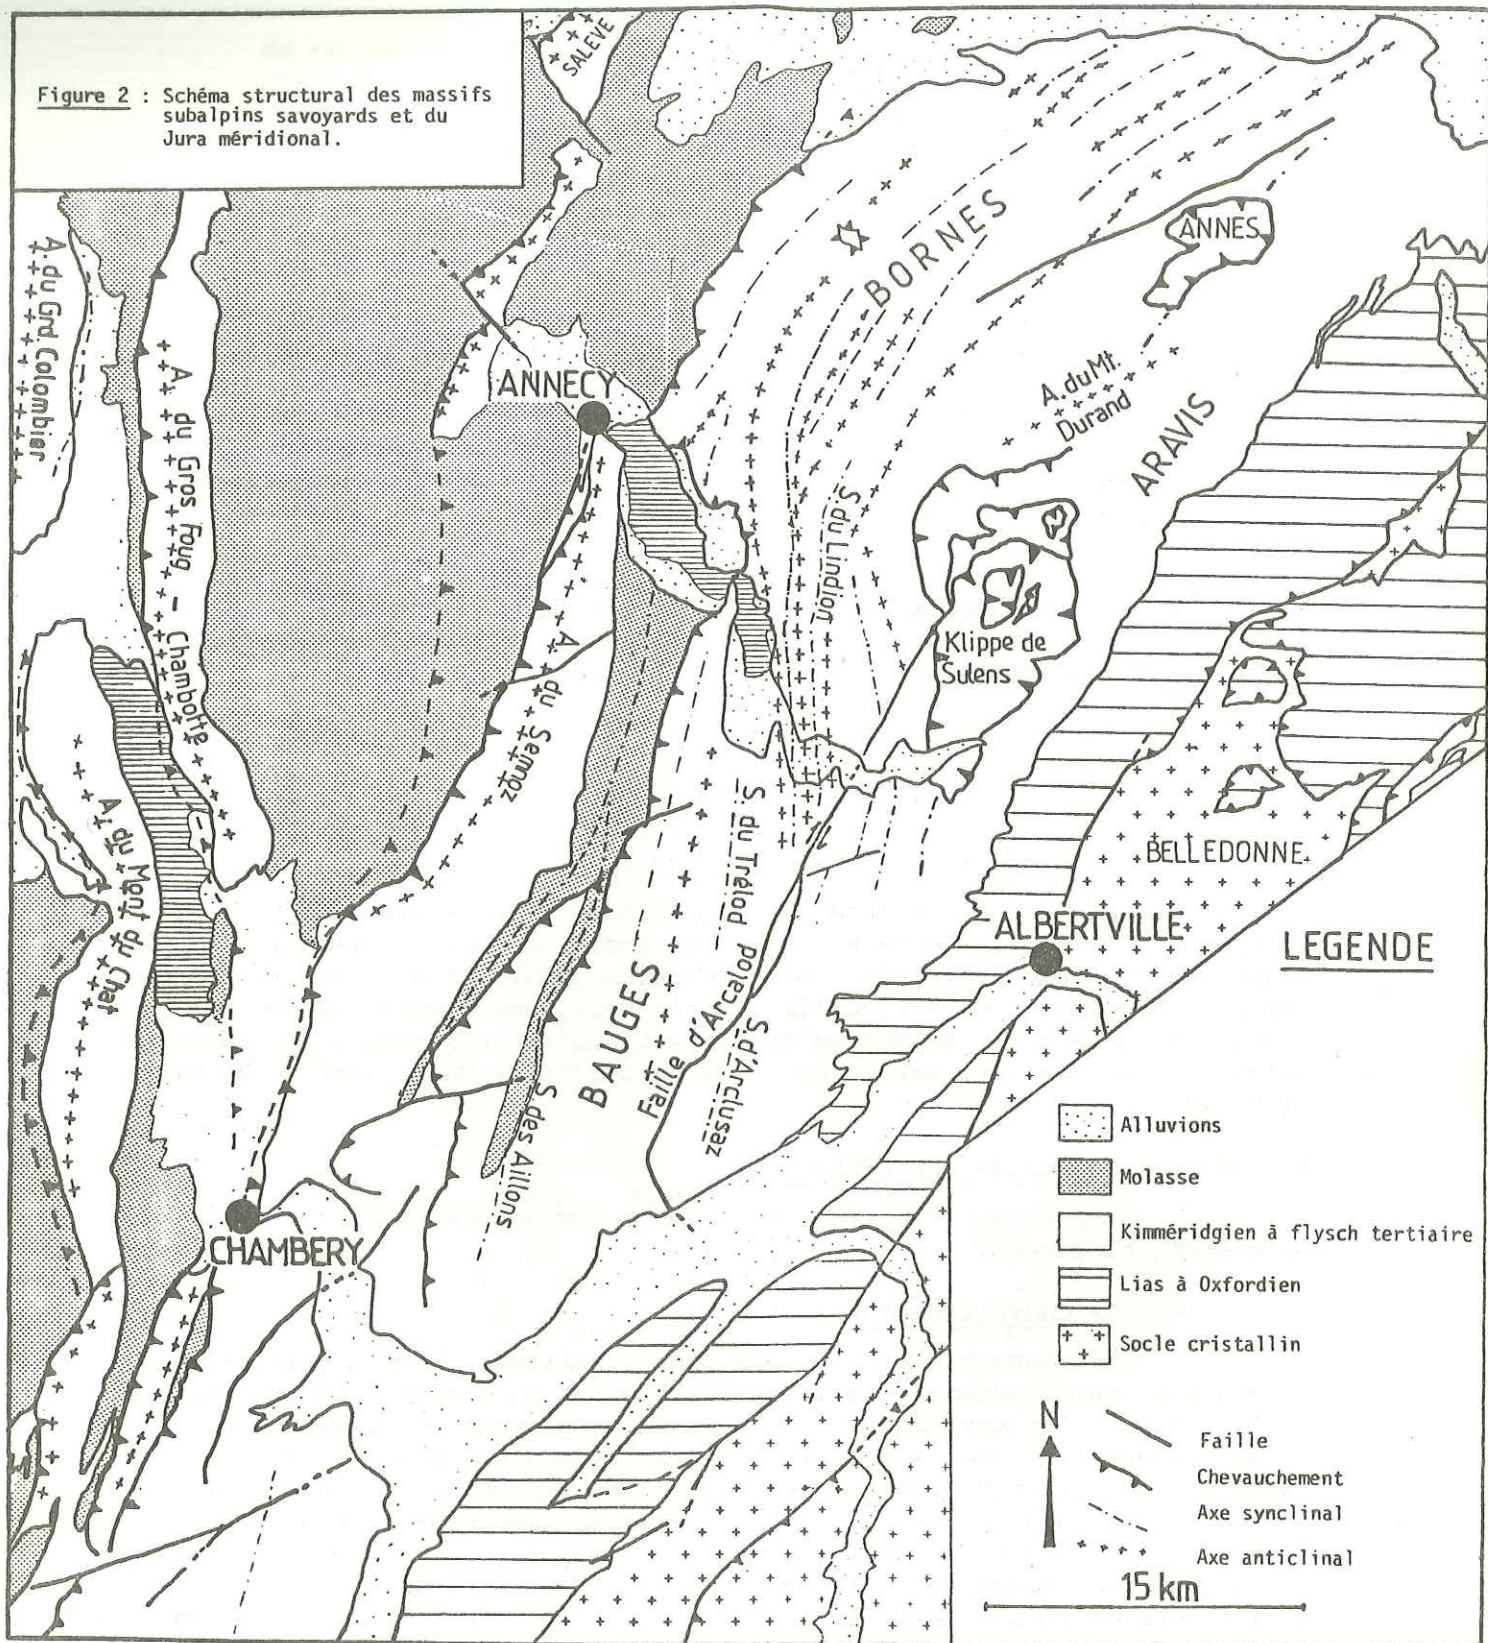 Figure 2 : Schéma structural des massifs
subalpins savoyards et du
Jura méridional.
SALÈVE
BORNES
ANNES
A. du Grd. Colombier
A. du Gros Foug - Chambotte
ANNECY
A. du Mt.
Durand
ARAVIS
S. du Lindion
Klippe de
Sulens
A. du Semnoz
A. du Mont du Chat
S. du Trélod
BELLEDONNE
ALBERTVILLE
BAUGES
Faille d'Arcalod
S. d'Arclusaz
S. des Aillons
CHAMBERY
LEGENDE
Alluvions
Molasse
Kimméridgien à flysch tertiaire
Lias à Oxfordien
Socle cristallin
N
Faille
Chevauchement
Axe synclinal
Axe anticlinal
15 km